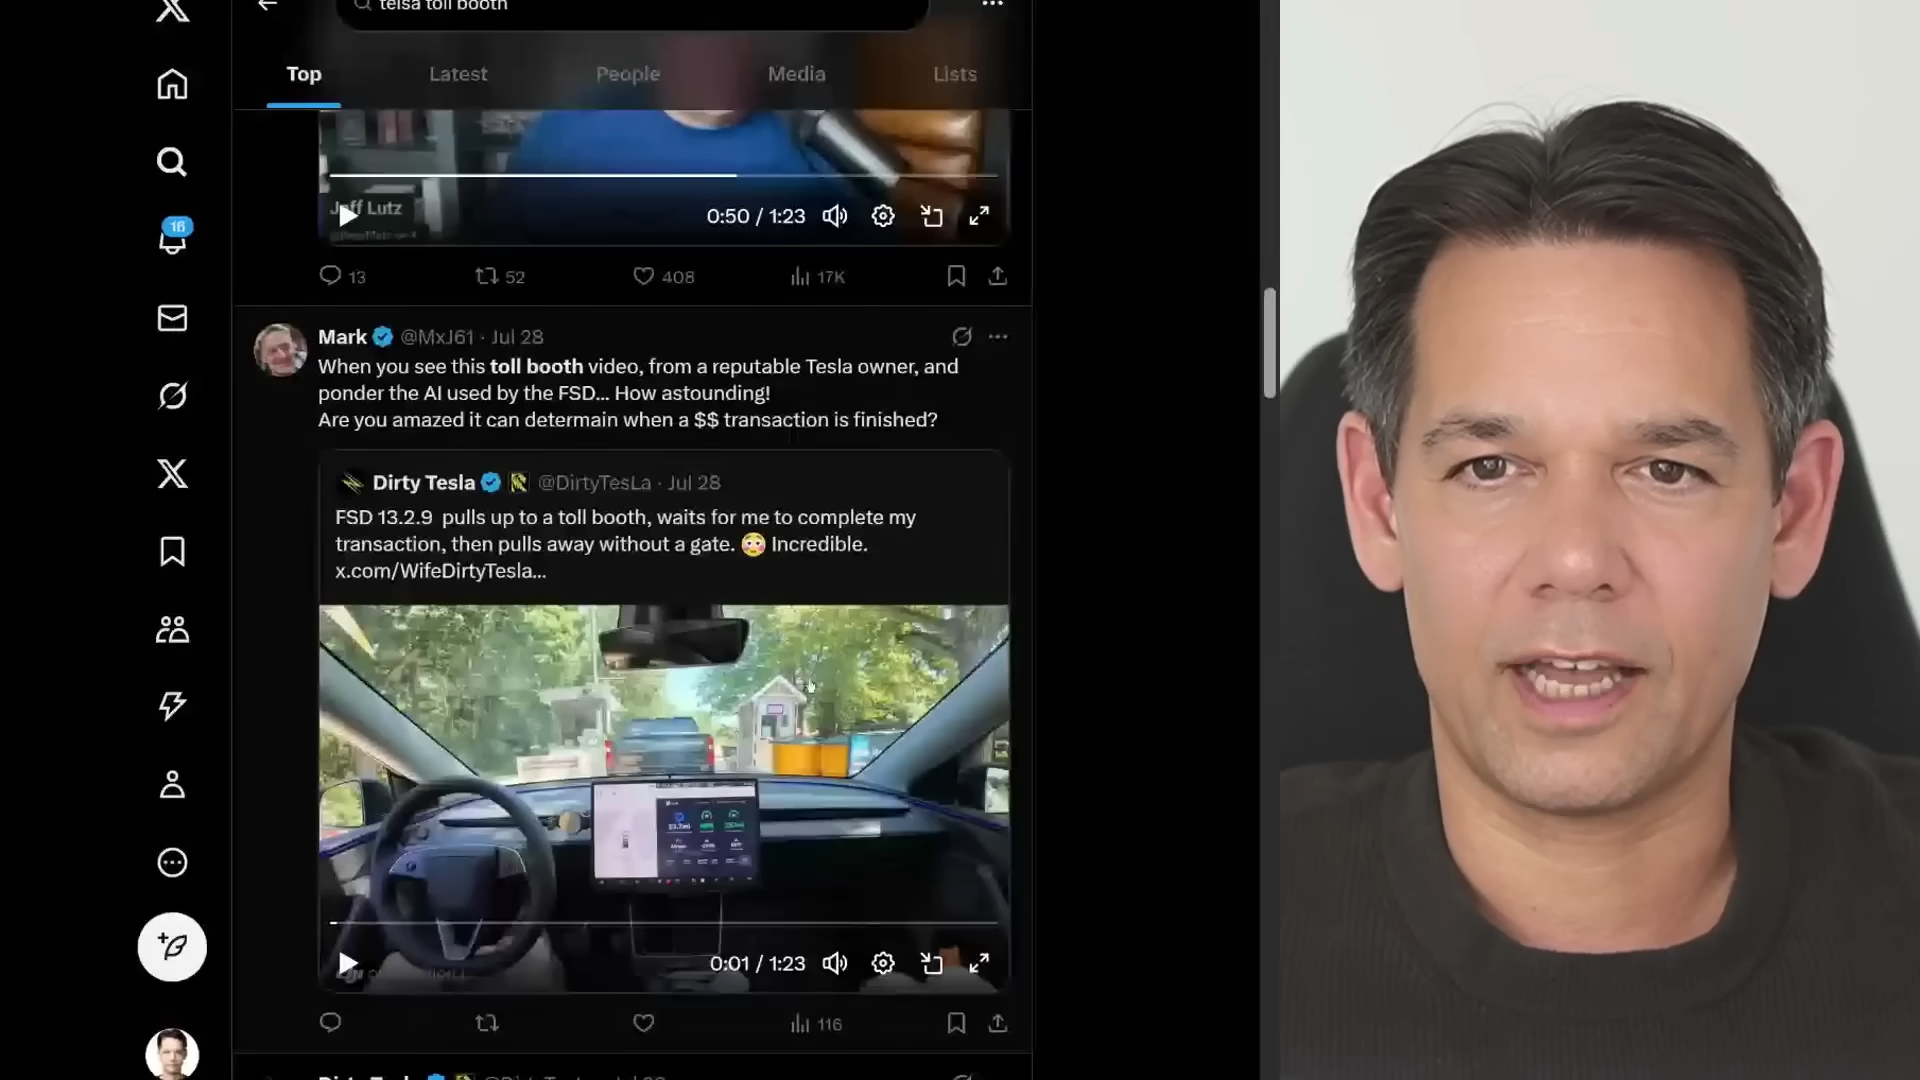 telsa toll booth
Top
Latest
People
Media
Lists
Jeff Lutz
0:50 / 1:23
16
13
52
408
17K
Mark @MxJ61 · Jul 28
When you see this toll booth video, from a reputable Tesla owner, and
ponder the AI used by the FSD... How astounding!
Are you amazed it can determain when a $$ transaction is finished?
Dirty Tesla @DirtyTesLa · Jul 28
FSD 13.2.9 pulls up to a toll booth, waits for me to complete my
transaction, then pulls away without a gate. 😳 Incredible.
x.com/WifeDirtyTesla...
0:01 / 1:23
116